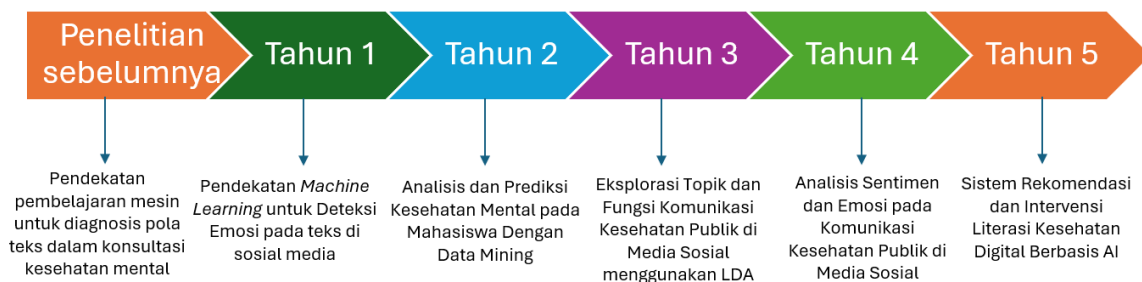 Penelitian
sebelumnya
Tahun 1
Tahun 2
Tahun 3
Tahun 4
Tahun 5
Pendekatan
pembelajaran mesin
untuk diagnosis pola
teks dalam konsultasi
kesehatan mental
Pendekatan Machine
Learning untuk Deteksi
Emosi pada teks di
sosial media
Analisis dan Prediksi
Kesehatan Mental pada
Mahasiswa Dengan
Data Mining
Eksplorasi Topik dan
Fungsi Komunikasi
Kesehatan Publik di
Media Sosial
menggunakan LDA
Analisis Sentimen
dan Emosi pada
Komunikasi
Kesehatan Publik di
Media Sosial
Sistem Rekomendasi
dan Intervensi
Literasi Kesehatan
Digital Berbasis AI